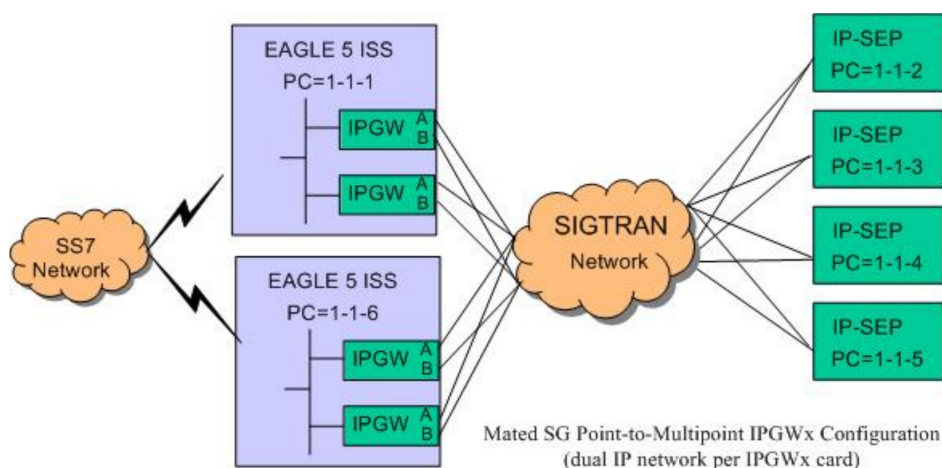 EAGLE 5 ISS
PC=1-1-1
IPGW A
B
IPGW A
B
SS7
Network
EAGLE 5 ISS
PC=1-1-6
IPGW A
B
IPGW A
B
SIGTRAN
Network
IP-SEP
PC=1-1-2
IP-SEP
PC=1-1-3
IP-SEP
PC=1-1-4
IP-SEP
PC=1-1-5
Mated SG Point-to-Multipoint IPGWx Configuration
(dual IP network per IPGWx card)